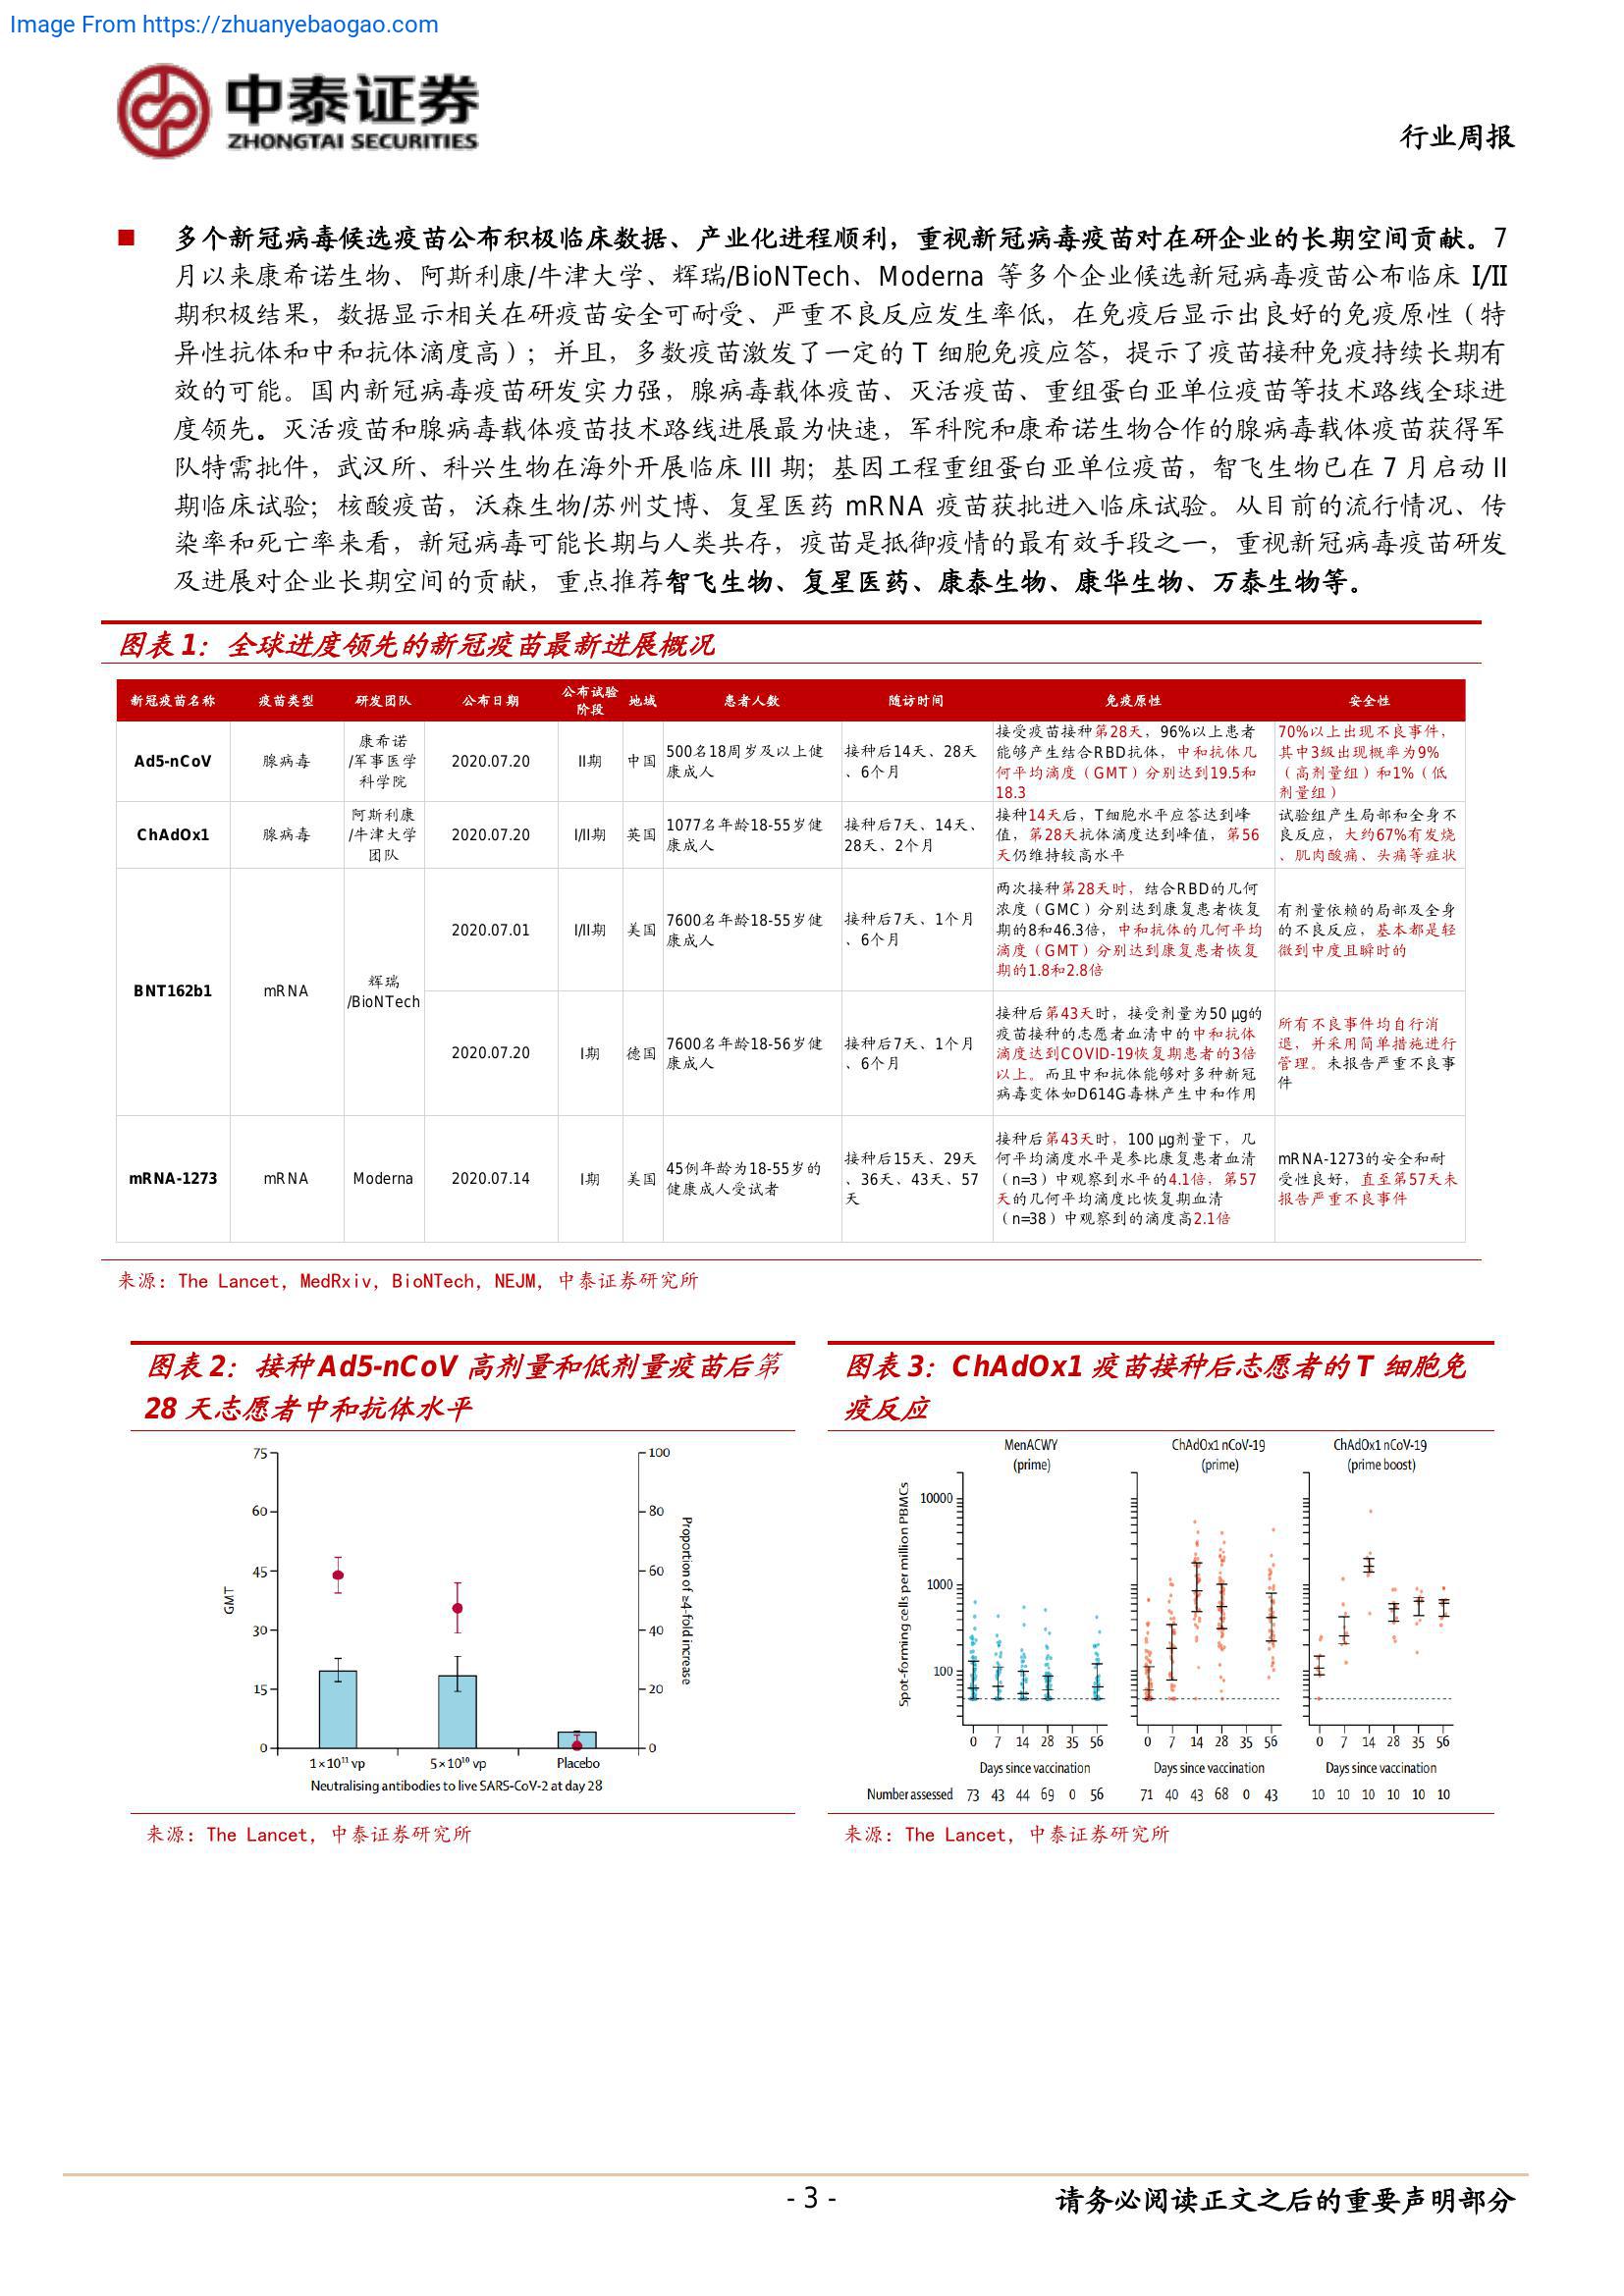 Image From https://zhuanyebaogao.com
中泰证券
ZHONGTAI SECURITIES
行业周报
■ 多个新冠病毒候选疫苗公布积极临床数据、产业化进程顺利，重视新冠病毒疫苗对在研企业的长期空间贡献。7
月以来康希诺生物、阿斯利康/牛津大学、辉瑞/BioNTech、Moderna 等多个企业候选新冠病毒疫苗公布临床 I/II
期积极结果，数据显示相关在研疫苗安全可耐受、严重不良反应发生率低，在免疫后显示出良好的免疫原性（特
异性抗体和中和抗体滴度高）；并且，多数疫苗激发了一定的 T 细胞免疫应答，提示了疫苗接种免疫持续长期有
效的可能。国内新冠病毒疫苗研发实力强，腺病毒载体疫苗、灭活疫苗、重组蛋白亚单位疫苗等技术路线全球进
度领先。灭活疫苗和腺病毒载体疫苗技术路线进展最为快速，军科院和康希诺生物合作的腺病毒载体疫苗获得军
队特需批件，武汉所、科兴生物在海外开展临床 III 期；基因工程重组蛋白亚单位疫苗，智飞生物已在 7 月启动 II
期临床试验；核酸疫苗，沃森生物/苏州艾博、复星医药 mRNA 疫苗获批进入临床试验。从目前的流行情况、传
染率和死亡率来看，新冠病毒可能长期与人类共存，疫苗是抵御疫情的最有效手段之一，重视新冠病毒疫苗研发
及进展对企业长期空间的贡献，重点推荐智飞生物、复星医药、康泰生物、康华生物、万泰生物等。
图表 1：全球进度领先的新冠疫苗最新进展概况
新冠疫苗名称 疫苗类型 研发团队 公布日期 公布试验阶段 地域 患者人数 随访时间 免疫原性 安全性
Ad5-nCoV
腺病毒
康希诺
/军事医学
科学院
2020.07.20
II期
中国
500名18周岁及以上健
康成人
接种后14天、28天
、6个月
接受疫苗接种第28天，96%以上患者
能够产生结合RBD抗体，中和抗体几
何平均滴度（GMT）分别达到19.5和
18.3
70%以上出现不良事件，
其中3级出现概率为9%
（高剂量组）和1%（低
剂量组）
ChAdOx1
腺病毒
阿斯利康
/牛津大学
团队
2020.07.20
I/II期
英国
1077名年龄18-55岁健
康成人
接种后7天、14天、
28天、2个月
接种14天后，T细胞水平应答达到峰
值，第28天抗体滴度达到峰值，第56
天仍维持较高水平
试验组产生局部和全身不
良反应，大约67%有发烧
、肌肉酸痛、头痛等症状
BNT162b1
mRNA
辉瑞
/BioNTech
2020.07.01
I/II期
美国
7600名年龄18-55岁健
康成人
接种后7天、1个月
、6个月
两次接种第28天时，结合RBD的几何
浓度（GMC）分别达到康复患者恢复
期的8和46.3倍，中和抗体的几何平均
滴度（GMT）分别达到康复患者恢复
期的1.8和2.8倍
有剂量依赖的局部及全身
的不良反应，基本都是轻
微到中度且瞬时的
2020.07.20
I期
德国
7600名年龄18-56岁健
康成人
接种后7天、1个月
、6个月
接种后第43天时，接受剂量为50 μg的
疫苗接种的志愿者血清中的中和抗体
滴度达到COVID-19恢复期患者的3倍
以上。而且中和抗体能够对多种新冠
病毒变体如D614G毒株产生中和作用
所有不良事件均自行消
退，并采用简单措施进行
管理。未报告严重不良事
件
mRNA-1273
mRNA
Moderna
2020.07.14
I期
美国
45例年龄为18-55岁的
健康成人受试者
接种后15天、29天
、36天、43天、57
天
接种后第43天时，100 μg剂量下，几
何平均滴度水平是参比康复患者血清
（n=3）中观察到水平的4.1倍，第57
天的几何平均滴度比恢复期血清
（n=38）中观察到的滴度高2.1倍
mRNA-1273的安全和耐
受性良好，直至第57天未
报告严重不良事件
来源：The Lancet，MedRxiv，BioNTech，NEJM，中泰证券研究所
图表 2：接种 Ad5-nCoV 高剂量和低剂量疫苗后第
28 天志愿者中和抗体水平
75
60
45
30
15
0
GMT
100
80
60
40
20
0
Proportion of ≥4-fold increase
1×10¹¹ vp 5×10¹⁰ vp Placebo
Neutralising antibodies to live SARS-CoV-2 at day 28
来源：The Lancet，中泰证券研究所
图表 3：ChAdOx1 疫苗接种后志愿者的 T 细胞免
疫反应
MenACWY
(prime)
ChAdOx1 nCoV-19
(prime)
ChAdOx1 nCoV-19
(prime boost)
Spot-forming cells per million PBMCs
10000
1000
100
0 7 14 28 35 56 0 7 14 28 35 56 0 7 14 28 35 56
Days since vaccination Days since vaccination Days since vaccination
Number assessed 73 43 44 69 0 56 71 40 43 68 0 43 10 10 10 10 10 10
来源：The Lancet，中泰证券研究所
- 3 -
请务必阅读正文之后的重要声明部分